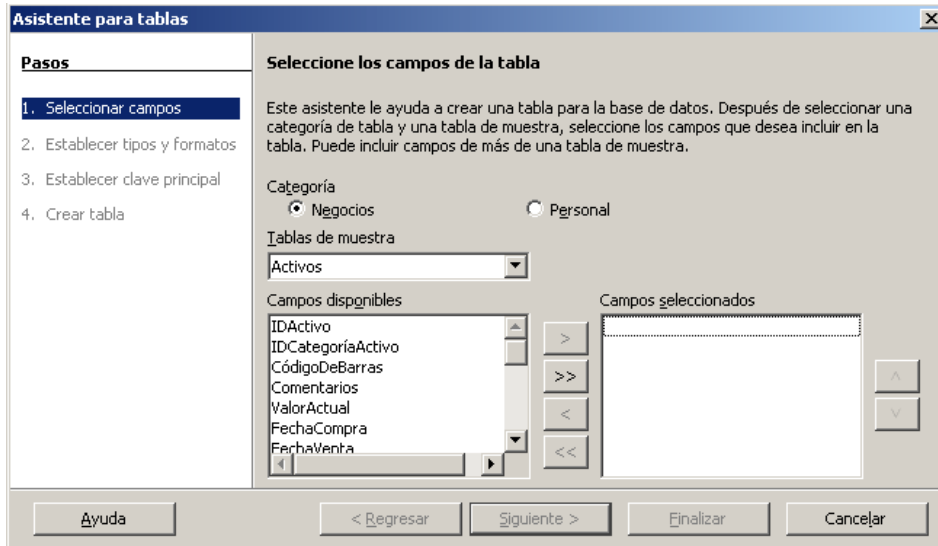 Asistente para tablas
Pasos
1. Seleccionar campos
2. Establecer tipos y formatos
3. Establecer clave principal
4. Crear tabla
Seleccione los campos de la tabla
Este asistente le ayuda a crear una tabla para la base de datos. Después de seleccionar una
categoría de tabla y una tabla de muestra, seleccione los campos que desea incluir en la
tabla. Puede incluir campos de más de una tabla de muestra.
Categoría
Negocios
Personal
Tablas de muestra
Activos
Campos disponibles
IDActivo
IDCategoríaActivo
CódigoDeBarras
Comentarios
ValorActual
FechaCompra
FechaVenta
>
>>
<
<<
Campos seleccionados
Ayuda
< Regresar
Siguiente >
Finalizar
Cancelar